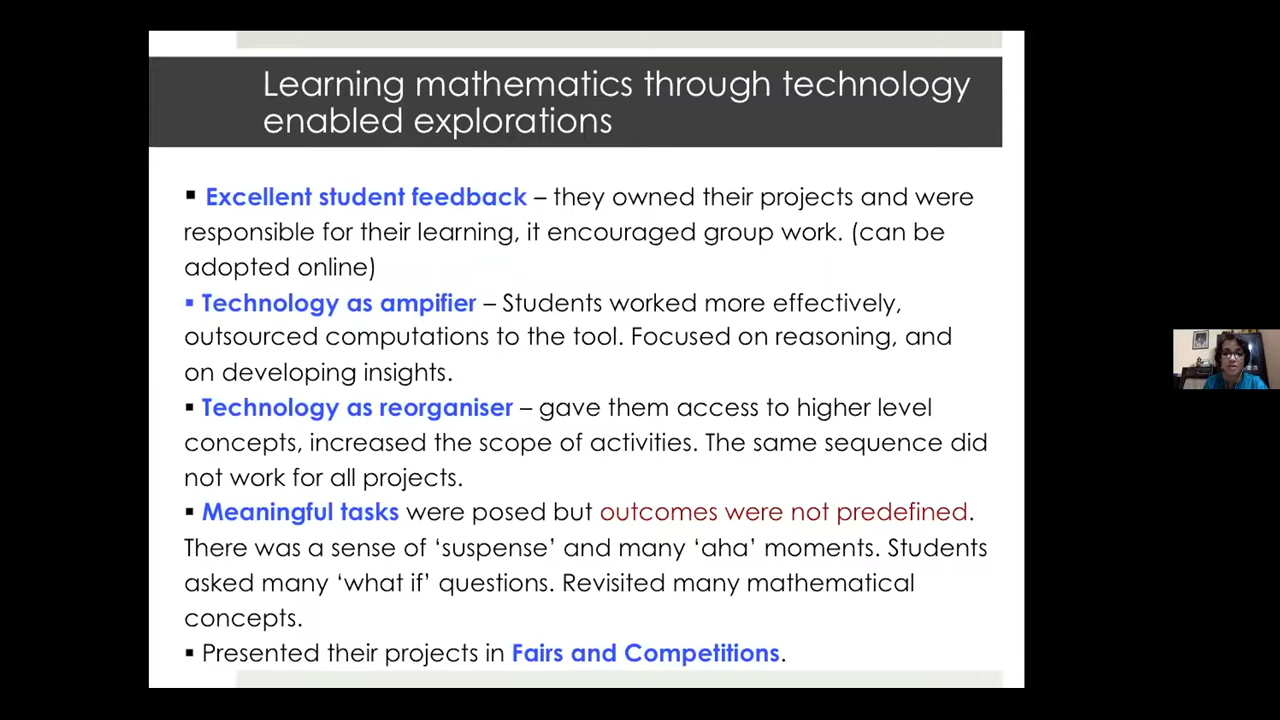 Learning mathematics through technology
enabled explorations
▪ Excellent student feedback – they owned their projects and were
responsible for their learning, it encouraged group work. (can be
adopted online)
▪ Technology as ampifier – Students worked more effectively,
outsourced computations to the tool. Focused on reasoning, and
on developing insights.
▪ Technology as reorganiser – gave them access to higher level
concepts, increased the scope of activities. The same sequence did
not work for all projects.
▪ Meaningful tasks were posed but outcomes were not predefined.
There was a sense of ‘suspense’ and many ‘aha’ moments. Students
asked many ‘what if’ questions. Revisited many mathematical
concepts.
▪ Presented their projects in Fairs and Competitions.